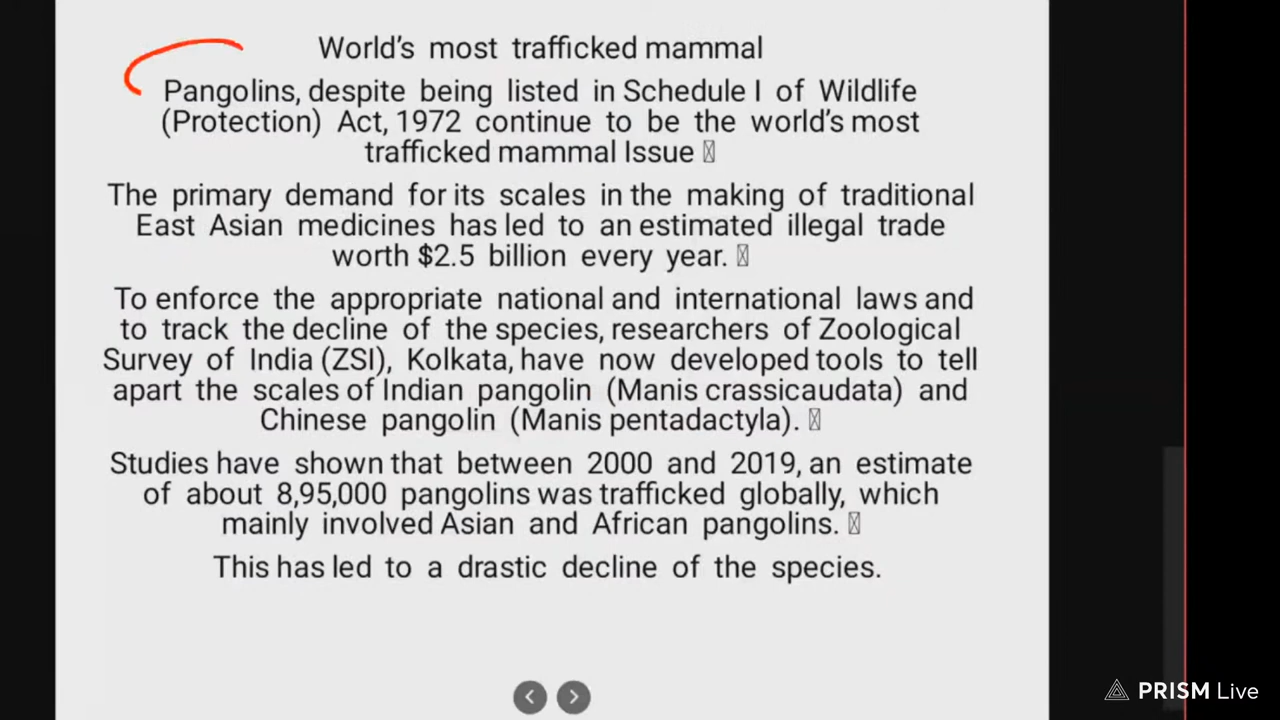 World's most trafficked mammal
Pangolins, despite being listed in Schedule I of Wildlife
(Protection) Act, 1972 continue to be the world's most
trafficked mammal Issue
The primary demand for its scales in the making of traditional
East Asian medicines has led to an estimated illegal trade
worth $2.5 billion every year.
To enforce the appropriate national and international laws and
to track the decline of the species, researchers of Zoological
Survey of India (ZSI), Kolkata, have now developed tools to tell
apart the scales of Indian pangolin (Manis crassicaudata) and
Chinese pangolin (Manis pentadactyla).
Studies have shown that between 2000 and 2019, an estimate
of about 8,95,000 pangolins was trafficked globally, which
mainly involved Asian and African pangolins.
This has led to a drastic decline of the species.
PRISM Live